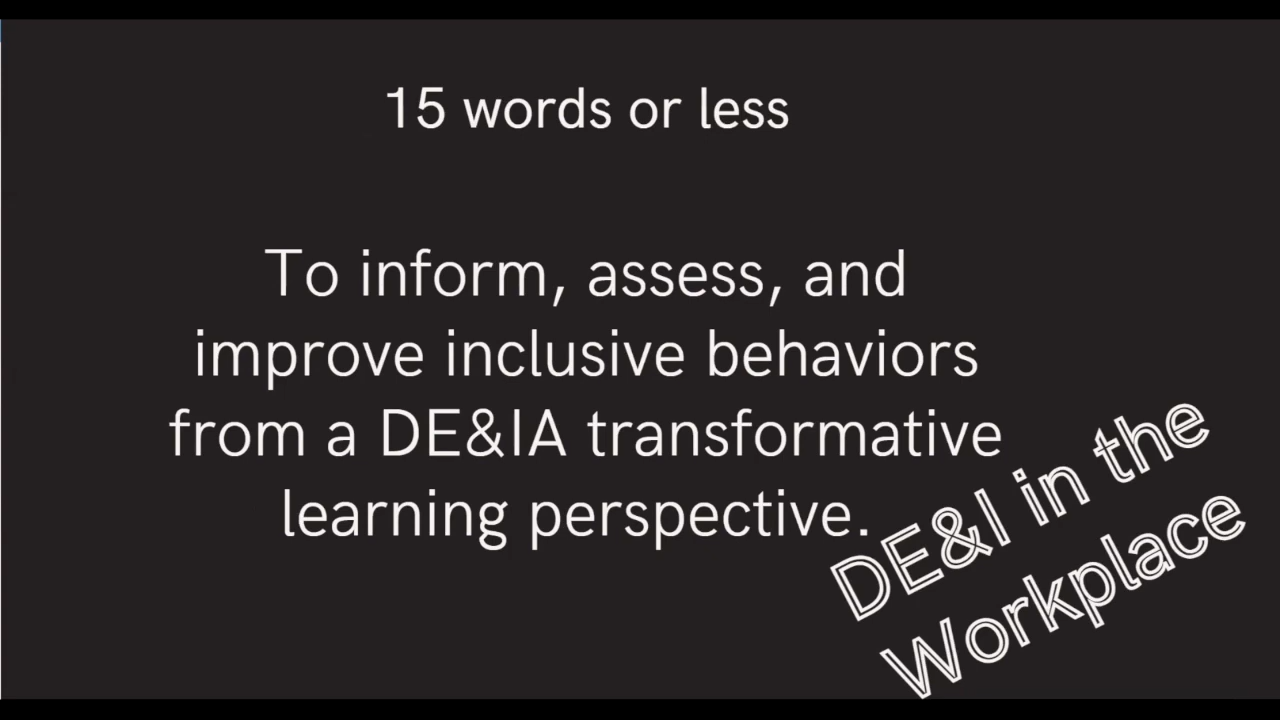 15 words or less
To inform, assess, and
improve inclusive behaviors
from a DE&IA transformative
learning perspective.
DE&I in the
Workplace